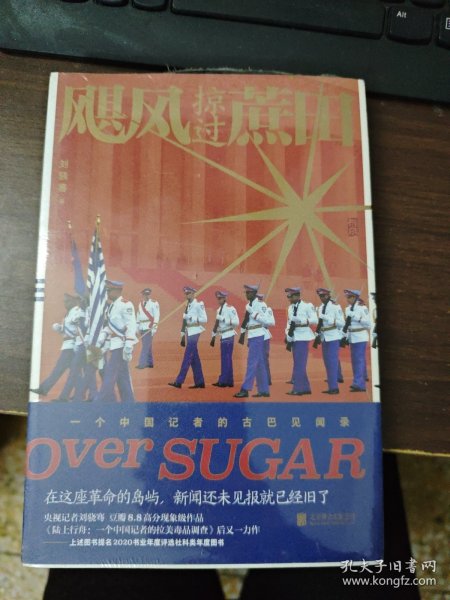 Alt
飓风掠过蔗田
刘骁骞 著
一个中国记者的古巴见闻录
Over SUGAR
在这座革命的岛屿，新闻还未见报就已经旧了
央视记者刘骁骞 豆瓣8.8高分现象级作品
《陆上行舟：一个中国记者的拉美毒品调查》后又一力作
上述图书提名2020书业年度评选社科类年度图书
孔夫子旧书网
kongfz.com